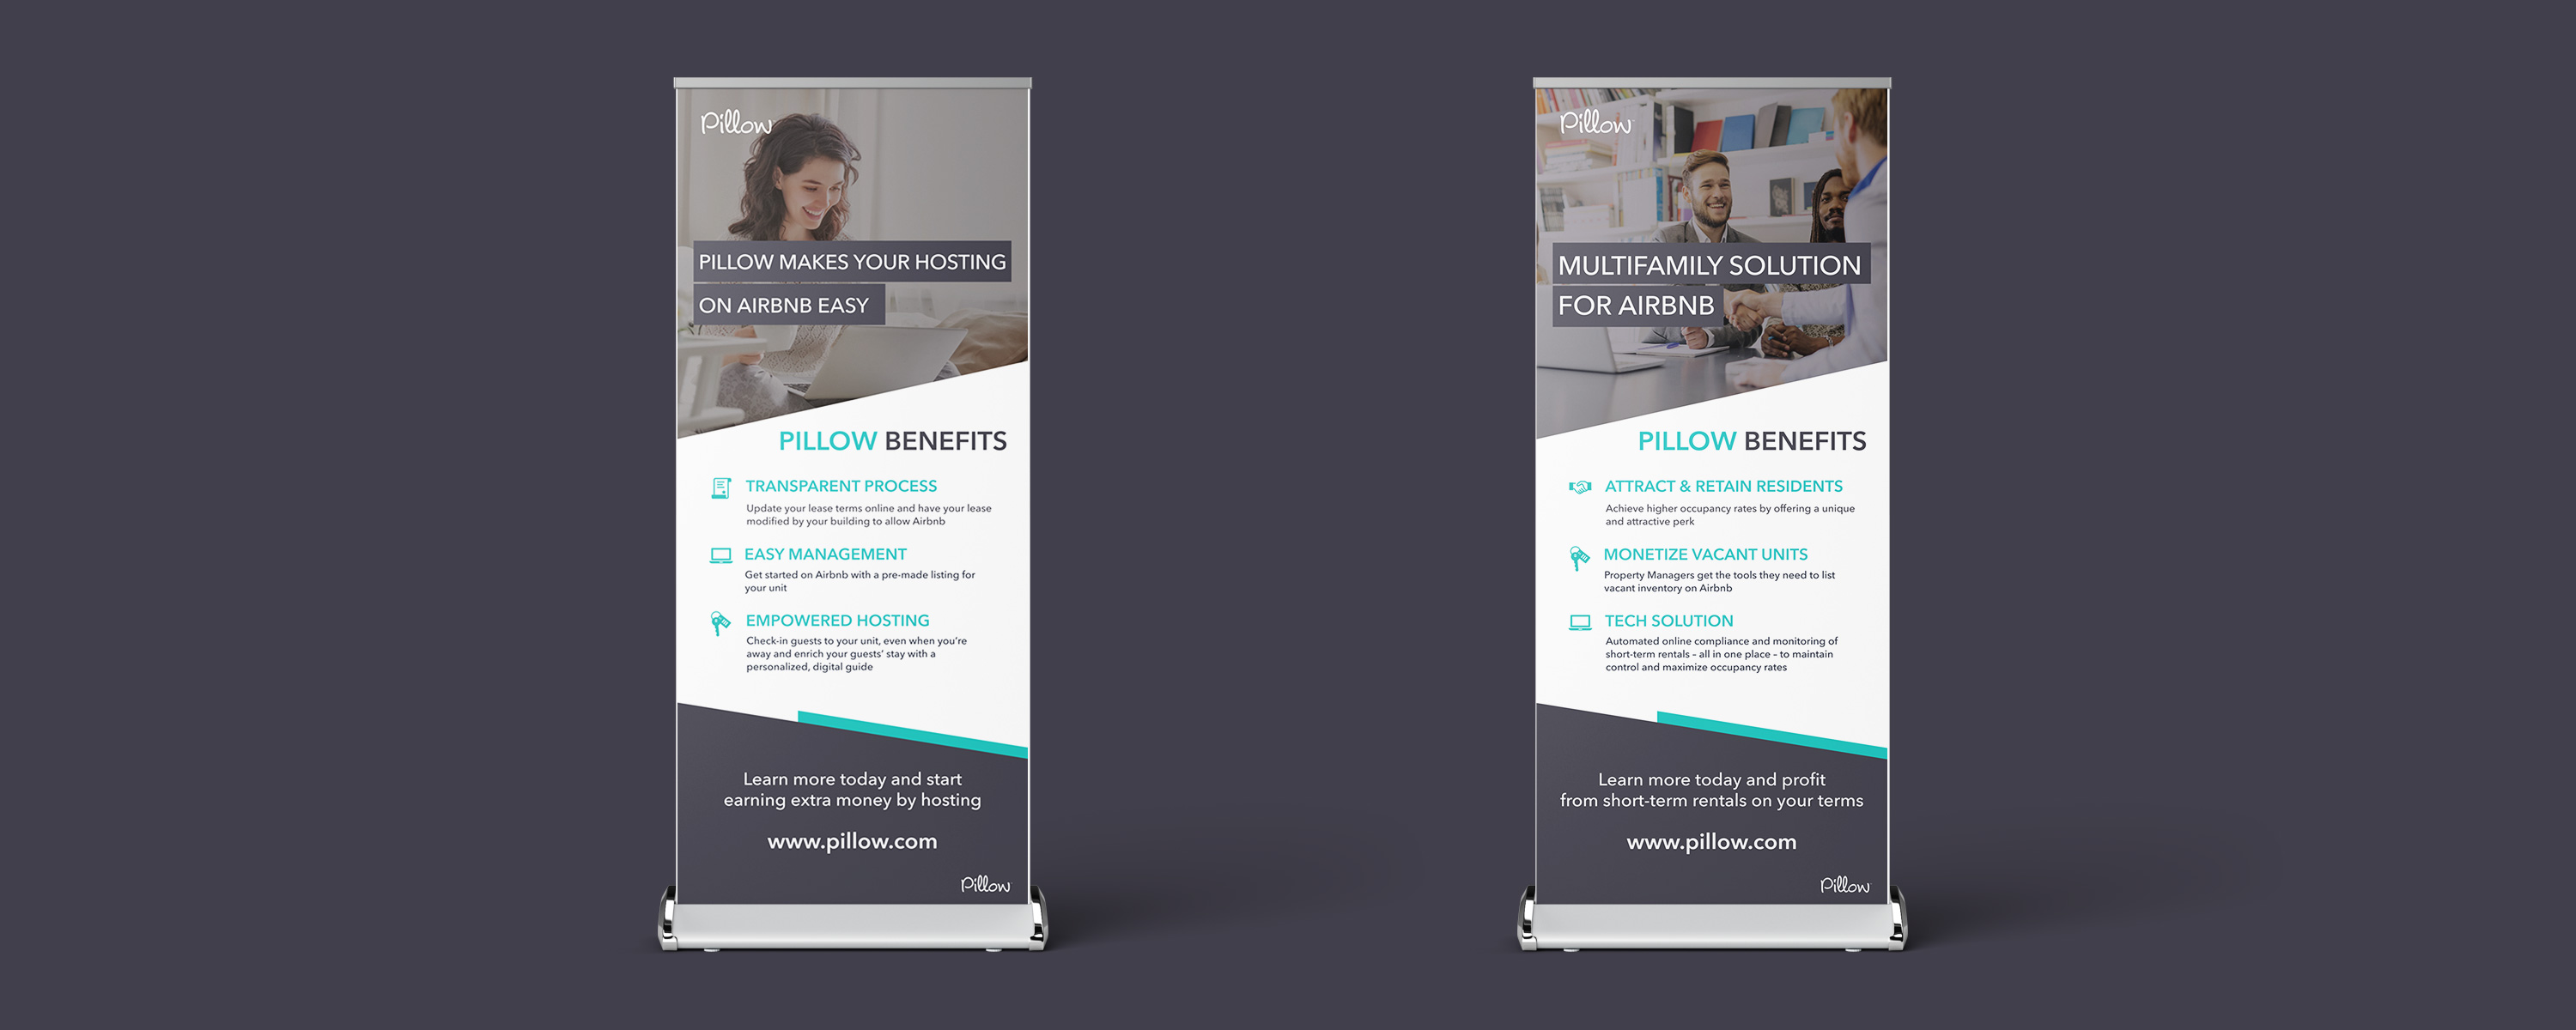 Pillow
PILLOW MAKES YOUR HOSTING
ON AIRBNB EASY
PILLOW BENEFITS
TRANSPARENT PROCESS
Update your lease terms online and have your lease
modified by your building to allow Airbnb
EASY MANAGEMENT
Get started on Airbnb with a pre-made listing for
your unit
EMPOWERED HOSTING
Check-in guests to your unit, even when you're
away and enrich your guests' stay with a
personalized, digital guide
Learn more today and start
earning extra money by hosting
www.pillow.com
Pillow
Pillow
MULTIFAMILY SOLUTION
FOR AIRBNB
PILLOW BENEFITS
ATTRACT & RETAIN RESIDENTS
Achieve higher occupancy rates by offering a unique
and attractive perk
MONETIZE VACANT UNITS
Property Managers get the tools they need to list
vacant inventory on Airbnb
TECH SOLUTION
Automated online compliance and monitoring of
short-term rentals – all in one place – to maintain
control and maximize occupancy rates
Learn more today and profit
from short-term rentals on your terms
www.pillow.com
Pillow